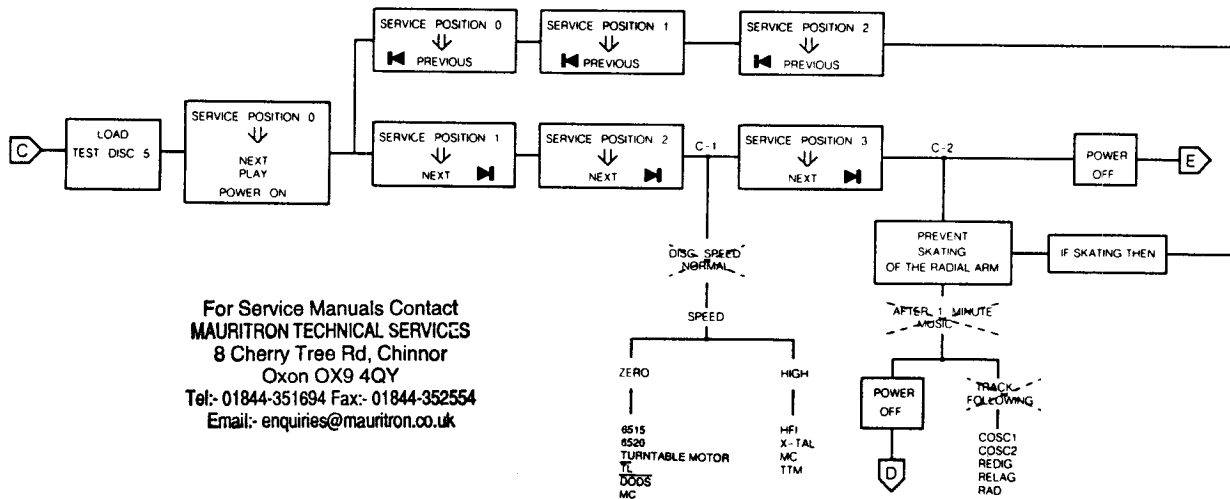 SERVICE POSITION 0
PREVIOUS
SERVICE POSITION 1
PREVIOUS
SERVICE POSITION 2
PREVIOUS
C
LOAD
TEST DISC 5
SERVICE POSITION 0
NEXT
PLAY
POWER ON
SERVICE POSITION 1
NEXT
SERVICE POSITION 2
NEXT
C-1
SERVICE POSITION 3
NEXT
C-2
POWER
OFF
E
DISC SPEED
NORMAL
SPEED
ZERO
6515
6520
TURNTABLE MOTOR
TL
DODS
MC
HIGH
HFI
X-TAL
MC
TTM
PREVENT
SKATING
OF THE RADIAL ARM
IF SKATING THEN
AFTER 1 MINUTE
MUSIC
POWER
OFF
D
TRACK
FOLLOWING
COSC1
COSC2
REDIG
RELAG
RAD
For Service Manuals Contact
MAURITRON TECHNICAL SERVICES
8 Cherry Tree Rd, Chinnor
Oxon OX9 4QY
Tel:- 01844-351694 Fax:- 01844-352554
Email:- enquiries@mauritron.co.uk